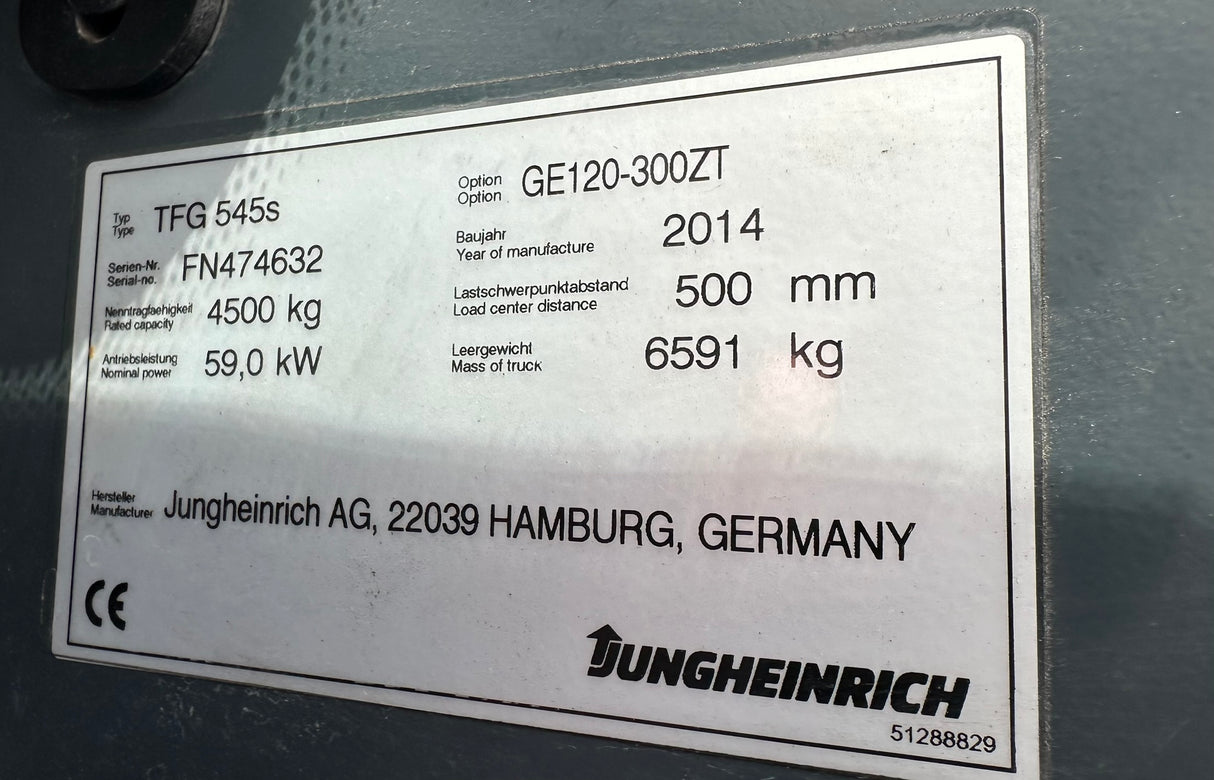 Typ
Type TFG 545s
Serien-Nr.
Serial-no. FN474632
Nenntragfaehigkeit
Rated capacity 4500 kg
Antriebsleistung
Nominal power 59,0 kW
Option
Option GE120-300ZT
Baujahr
Year of manufacture 2014
Lastschwerpunktabstand
Load center distance 500 mm
Leergewicht
Mass of truck 6591 kg
Hersteller
Manufacturer Jungheinrich AG, 22039 HAMBURG, GERMANY
CE
JUNGHEINRICH
51288829